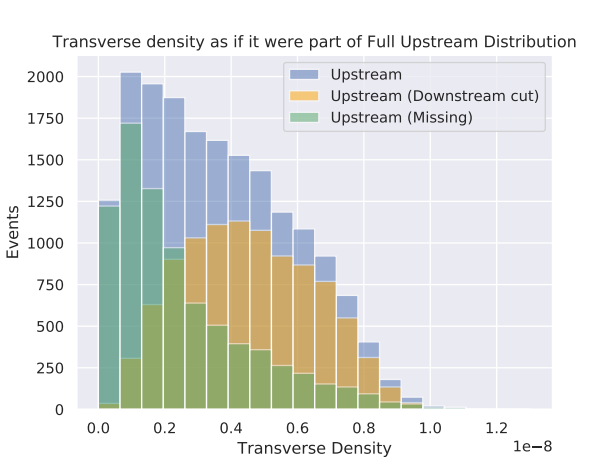 Transverse density as if it were part of Full Upstream Distribution
Upstream
Upstream (Downstream cut)
Upstream (Missing)
Events
2000
1750
1500
1250
1000
750
500
250
0
0.0 0.2 0.4 0.6 0.8 1.0 1.2
1e−8
Transverse Density